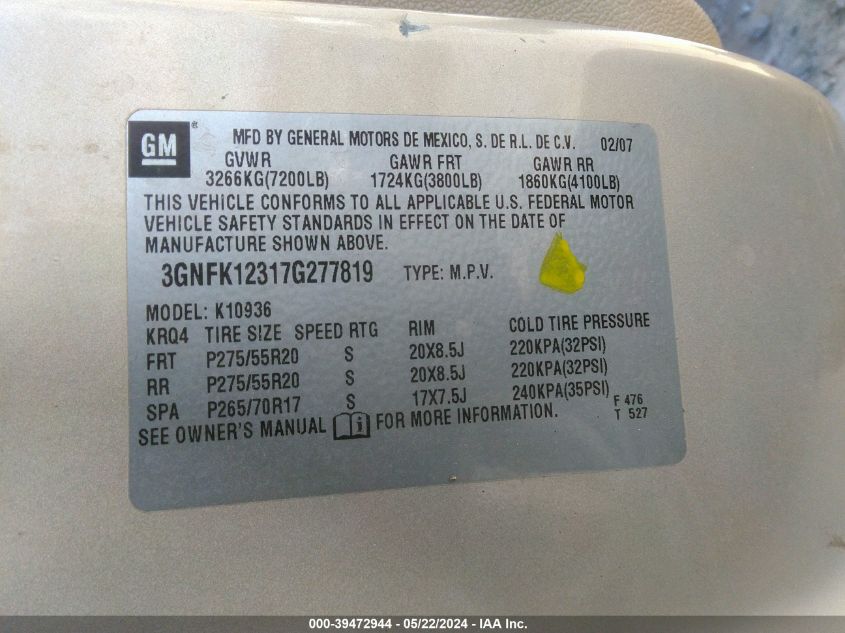 GM ® MFD BY GENERAL MOTORS DE MEXICO, S. DE R.L. DE C.V. 02/07
GVWR GAWR FRT GAWR RR
3266KG(7200LB) 1724KG(3800LB) 1860KG(4100LB)
THIS VEHICLE CONFORMS TO ALL APPLICABLE U.S. FEDERAL MOTOR
VEHICLE SAFETY STANDARDS IN EFFECT ON THE DATE OF
MANUFACTURE SHOWN ABOVE.
3GNFK12317G277819 TYPE: M.P.V.
MODEL: K10936
KRQ4 TIRE SIZE SPEED RTG RIM COLD TIRE PRESSURE
FRT P275/55R20 S 20X8.5J 220KPA(32PSI)
RR P275/55R20 S 20X8.5J 220KPA(32PSI)
SPA P265/70R17 S 17X7.5J 240KPA(35PSI) F 476
SEE OWNER'S MANUAL i FOR MORE INFORMATION. T 527
000-39472944 - 05/22/2024 - IAA Inc.